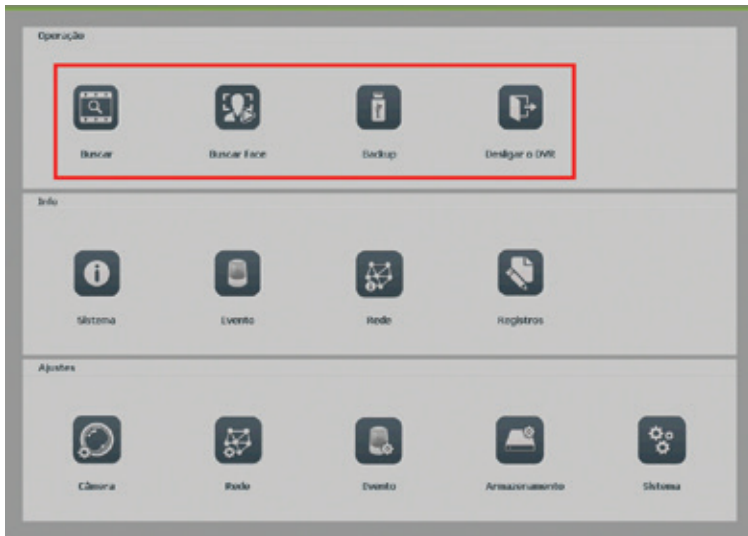 Operação
Buscar
Buscar Face
Backup
Desligar o DVR
Info
Sistema
Evento
Rede
Registros
Ajustes
Câmera
Rede
Evento
Armazenamento
Sistema